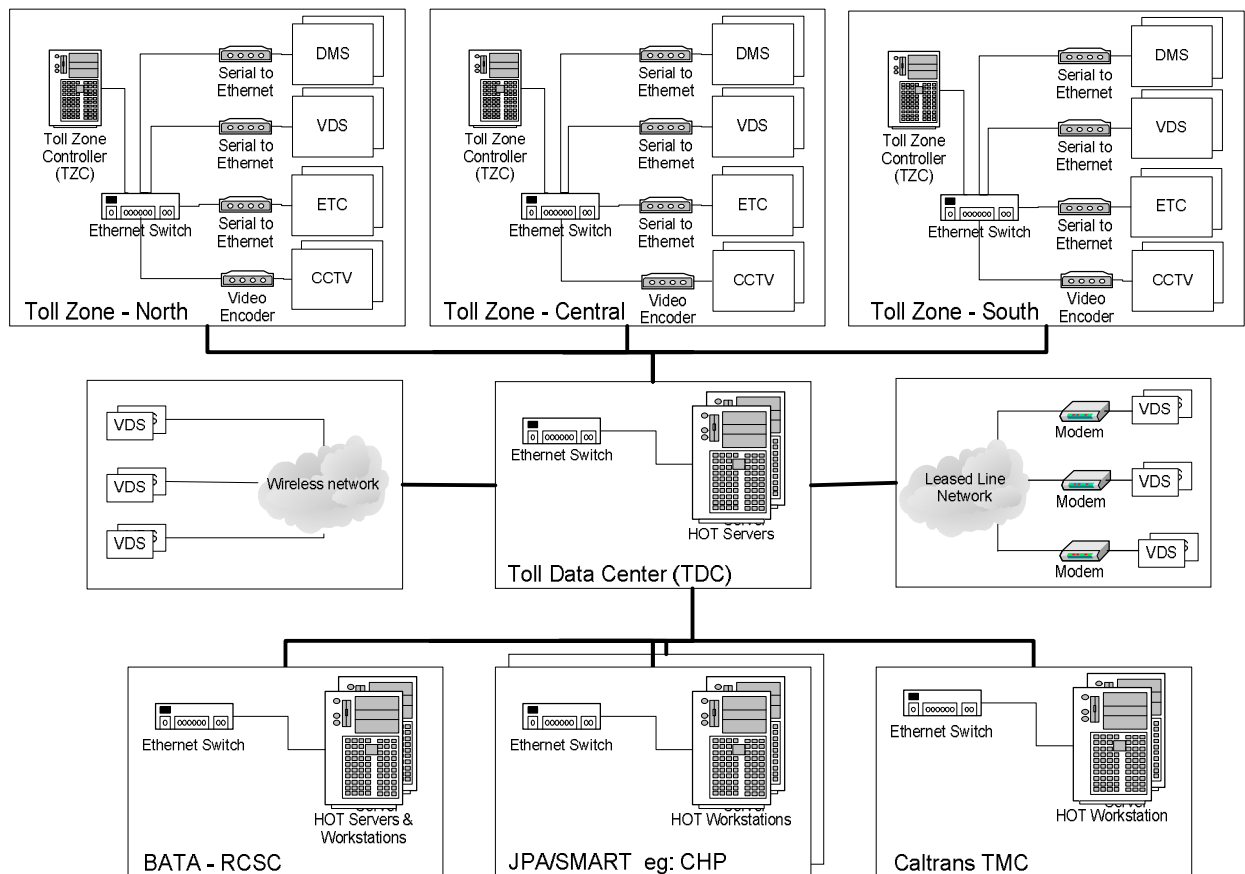 DMS
Serial to
Ethernet
VDS
Toll Zone
Controller
(TZC)
Serial to
Ethernet
ETC
Ethernet Switch
Serial to
Ethernet
CCTV
Video
Encoder
Toll Zone - North
DMS
Serial to
Ethernet
VDS
Toll Zone
Controller
(TZC)
Serial to
Ethernet
ETC
Ethernet Switch
Serial to
Ethernet
CCTV
Video
Encoder
Toll Zone - Central
DMS
Serial to
Ethernet
VDS
Toll Zone
Controller
(TZC)
Serial to
Ethernet
ETC
Ethernet Switch
Serial to
Ethernet
CCTV
Video
Encoder
Toll Zone - South
VDS
VDS
VDS
Wireless network
Ethernet Switch
Server
HOT Servers
Toll Data Center (TDC)
Leased Line
Network
Modem
VDS
Modem
VDS
Modem
VDS
Ethernet Switch
Server
HOT Servers &
Workstations
BATA - RCSC
Ethernet Switch
Server
HOT Workstations
JPA/SMART eg: CHP
Ethernet Switch
Server
HOT Workstation
Caltrans TMC